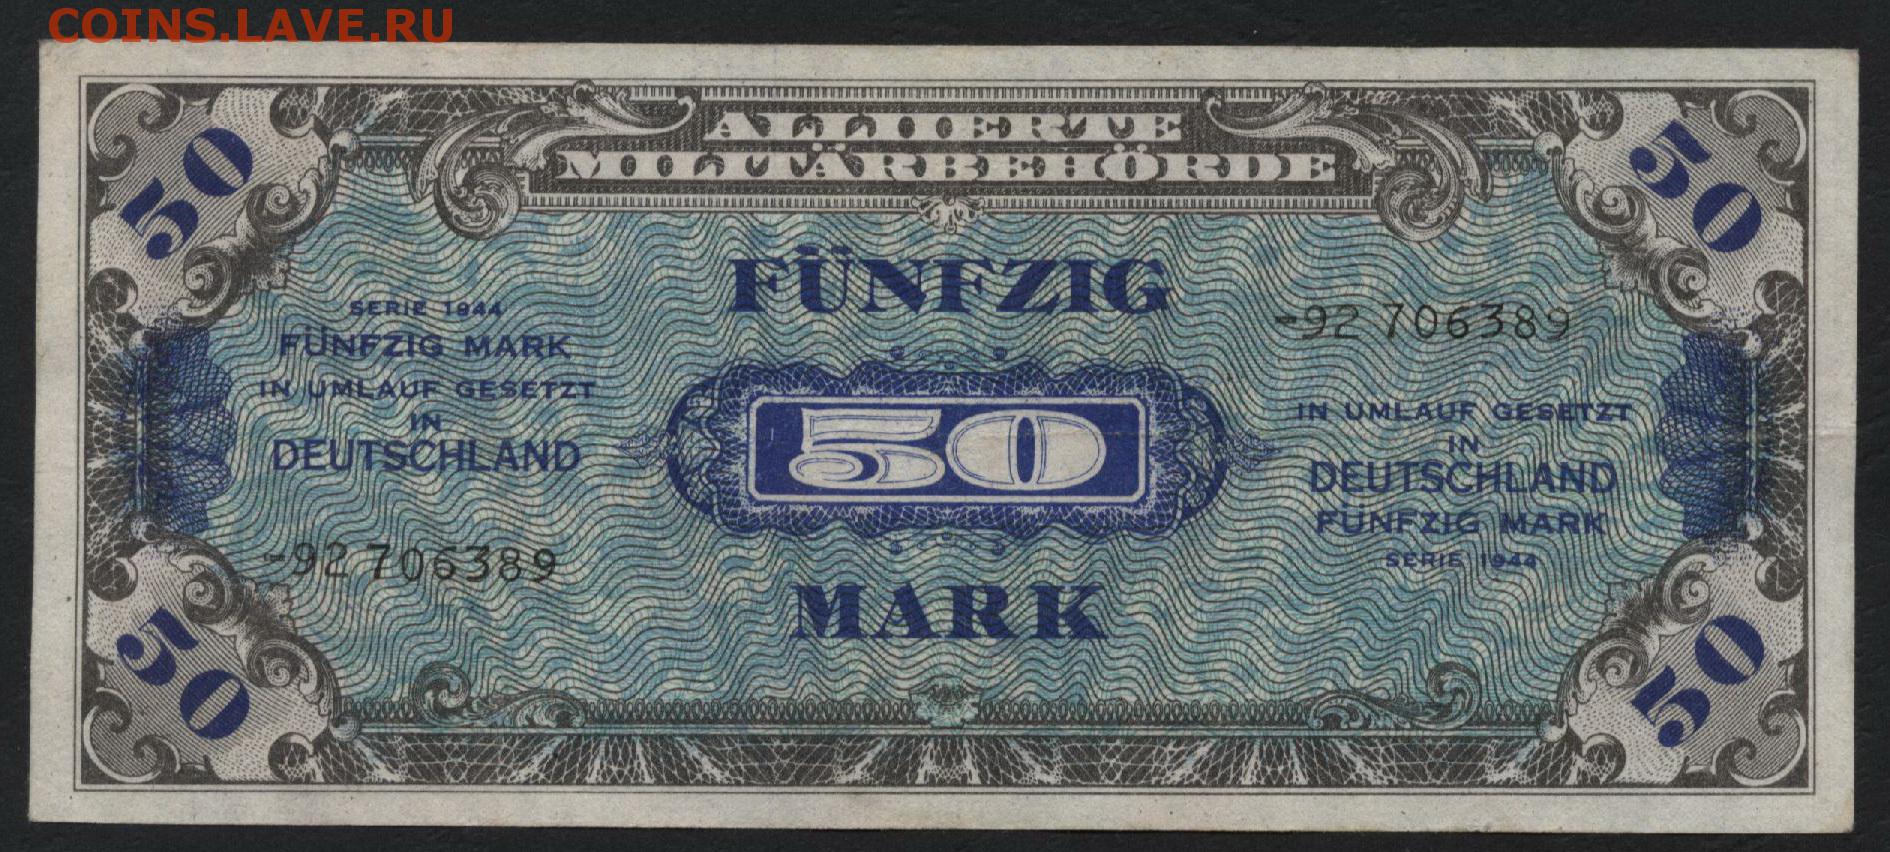 COINS.LAVE.RU
ALLIIERTE
MILITÄRBEHÖRDE
50
50
FÜNFZIG
SERIE 1944
FÜNFZIG MARK
IN UMLAUF GESETZT
IN
DEUTSCHLAND
-92 706389
-92 706389
50
IN UMLAUF GESETZT
IN
DEUTSCHLAND
FÜNFZIG MARK
SERIE 1944
MARK
50
50